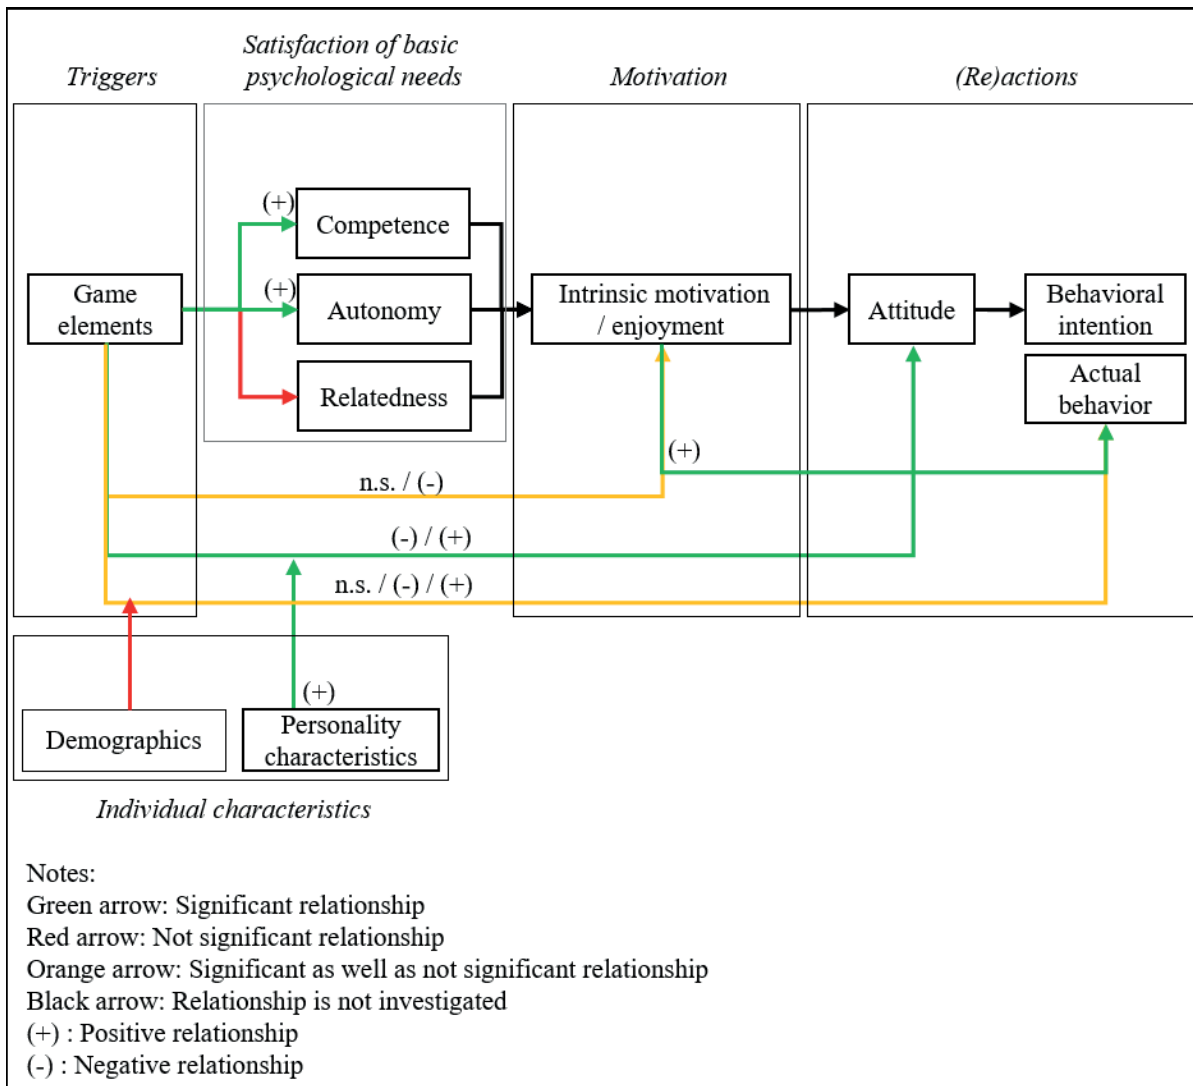 Triggers
Satisfaction of basic
psychological needs
Motivation
(Re)actions
(+)
Competence
Game
elements
(+)
Autonomy
Relatedness
Intrinsic motivation
/ enjoyment
Attitude
Behavioral
intention
Actual
behavior
(+)
n.s. / (-)
(-) / (+)
n.s. / (-) / (+)
(+)
Demographics
Personality
characteristics
Individual characteristics
Notes:
Green arrow: Significant relationship
Red arrow: Not significant relationship
Orange arrow: Significant as well as not significant relationship
Black arrow: Relationship is not investigated
(+) : Positive relationship
(-) : Negative relationship